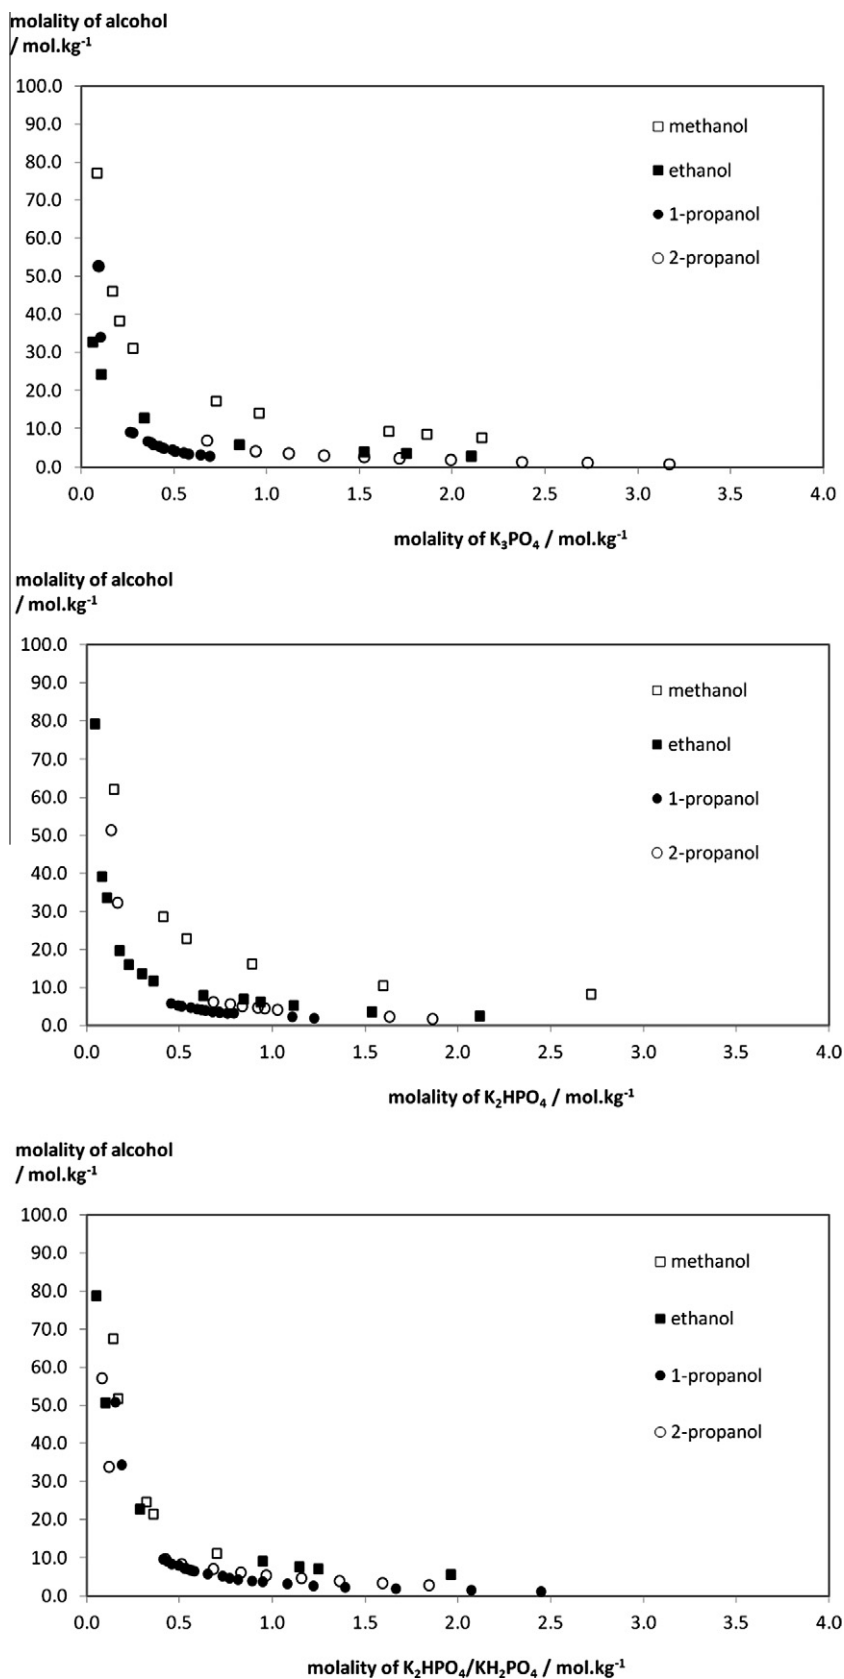 molality of alcohol
/ mol.kg⁻¹
100.0
90.0
80.0
70.0
60.0
50.0
40.0
30.0
20.0
10.0
0.0
methanol
ethanol
1-propanol
2-propanol
0.0 0.5 1.0 1.5 2.0 2.5 3.0 3.5 4.0
molality of K₃PO₄ / mol.kg⁻¹
molality of alcohol
/ mol.kg⁻¹
100.0
90.0
80.0
70.0
60.0
50.0
40.0
30.0
20.0
10.0
0.0
methanol
ethanol
1-propanol
2-propanol
0.0 0.5 1.0 1.5 2.0 2.5 3.0 3.5 4.0
molality of K₂HPO₄ / mol.kg⁻¹
molality of alcohol
/ mol.kg⁻¹
100.0
90.0
80.0
70.0
60.0
50.0
40.0
30.0
20.0
10.0
0.0
methanol
ethanol
1-propanol
2-propanol
0.0 0.5 1.0 1.5 2.0 2.5 3.0 3.5 4.0
molality of K₂HPO₄/KH₂PO₄ / mol.kg⁻¹